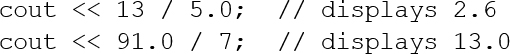 cout << 13 / 5.0;  // displays 2.6
cout << 91.0 / 7;  // displays 13.0